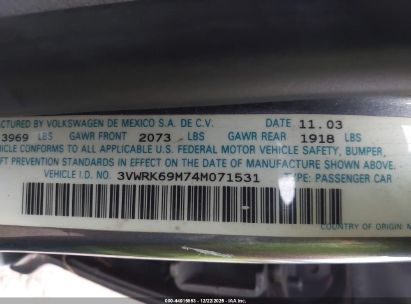 ACTURED BY VOLKSWAGEN DE MEXICO S.A. DE C.V. DATE 11.03
3969 LBS GAWR FRONT 2073 LBS GAWR REAR 1918 LBS
VEHICLE CONFORMS TO ALL APPLICABLE U.S. FEDERAL MOTOR VEHICLE SAFETY, BUMPER,
FT PREVENTION STANDARDS IN EFFECT ON THE DATE OF MANUFACTURE SHOWN ABOVE.
VEHICLE I.D. NO. 3VWRK69M74M071531 TYPE: PASSENGER CAR
COUNTRY OF ORIGIN: M